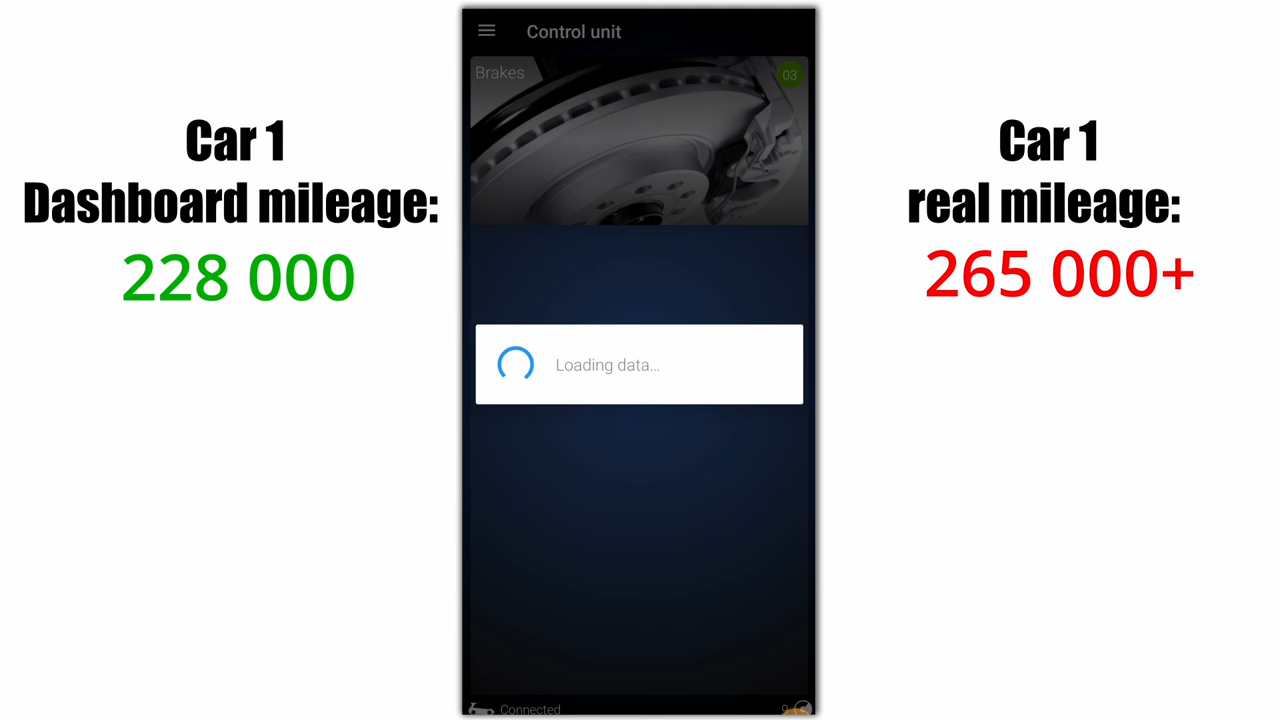 Control unit
Brakes
03
Car 1
Dashboard mileage:
228 000
Car 1
real mileage:
265 000+
Loading data...
Connected